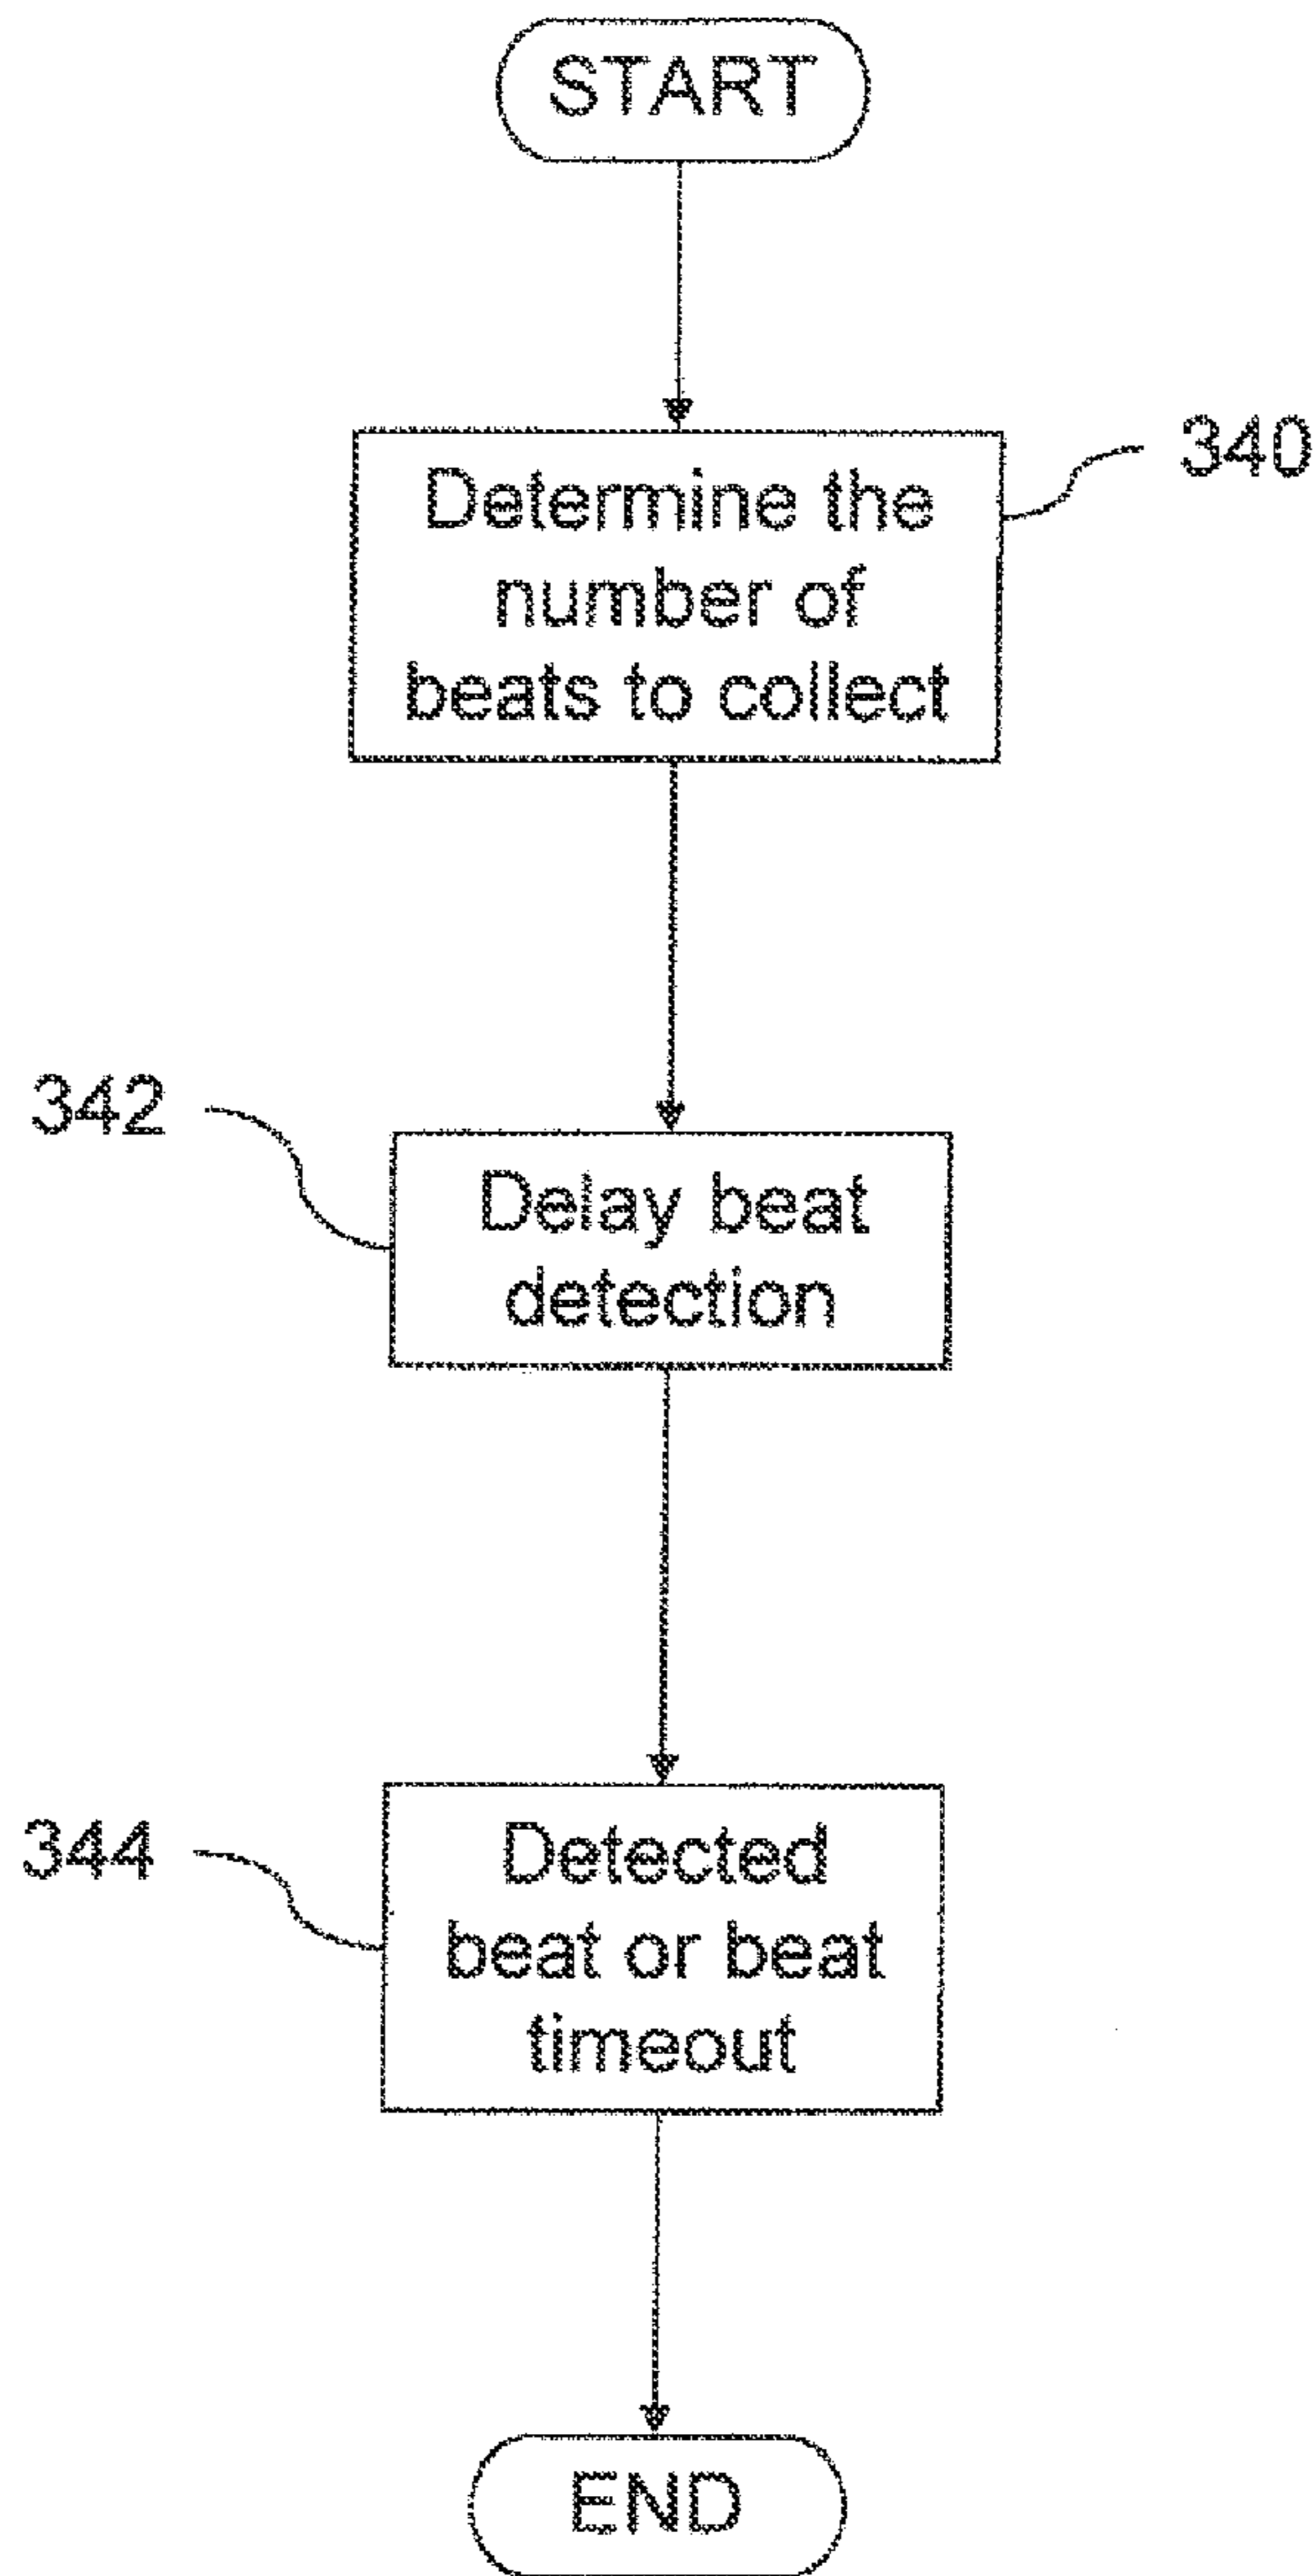 START
Determine the
number of
beats to collect
340
342
Delay beat
detection
344
Detected
beat or beat
timeout
END